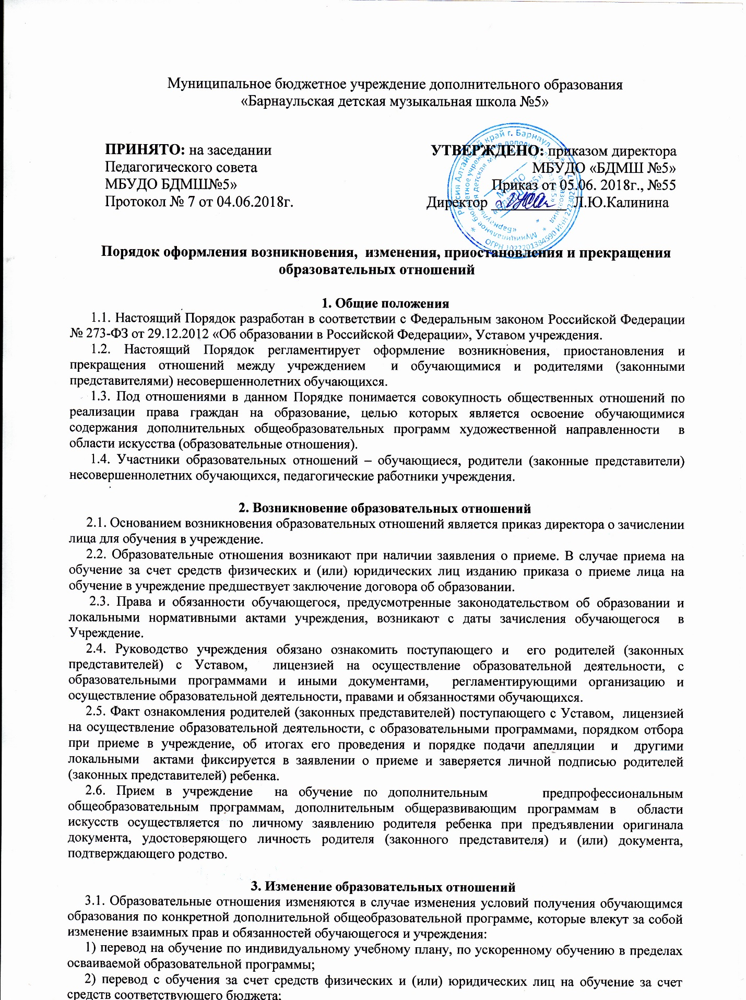 Муниципальное бюджетное учреждение дополнительного образования
«Барнаульская детская музыкальная школа №5»
ПРИНЯТО: на заседании
Педагогического совета
МБУДО БДМШ№5»
Протокол № 7 от 04.06.2018г.
УТВЕРЖДЕНО: приказом директора
МБУДО «БДМШ №5»
Приказ от 05.06. 2018г., №55
Директор __________ Л.Ю.Калинина
Россия Алтайский край г. Барнаул
МБУДО
Порядок оформления возникновения, изменения, приостановления и прекращения
образовательных отношений
1. Общие положения
1.1. Настоящий Порядок разработан в соответствии с Федеральным законом Российской Федерации
№ 273-ФЗ от 29.12.2012 «Об образовании в Российской Федерации», Уставом учреждения.
1.2. Настоящий Порядок регламентирует оформление возникновения, приостановления и
прекращения отношений между учреждением и обучающимися и родителями (законными
представителями) несовершеннолетних обучающихся.
1.3. Под отношениями в данном Порядке понимается совокупность общественных отношений по
реализации права граждан на образование, целью которых является освоение обучающимися
содержания дополнительных общеобразовательных программ художественной направленности в
области искусства (образовательные отношения).
1.4. Участники образовательных отношений – обучающиеся, родители (законные представители)
несовершеннолетних обучающихся, педагогические работники учреждения.
2. Возникновение образовательных отношений
2.1. Основанием возникновения образовательных отношений является приказ директора о зачислении
лица для обучения в учреждение.
2.2. Образовательные отношения возникают при наличии заявления о приеме. В случае приема на
обучение за счет средств физических и (или) юридических лиц изданию приказа о приеме лица на
обучение в учреждение предшествует заключение договора об образовании.
2.3. Права и обязанности обучающегося, предусмотренные законодательством об образовании и
локальными нормативными актами учреждения, возникают с даты зачисления обучающегося в
Учреждение.
2.4. Руководство учреждения обязано ознакомить поступающего и его родителей (законных
представителей) с Уставом, лицензией на осуществление образовательной деятельности, с
образовательными программами и иными документами, регламентирующими организацию и
осуществление образовательной деятельности, правами и обязанностями обучающихся.
2.5. Факт ознакомления родителей (законных представителей) поступающего с Уставом, лицензией
на осуществление образовательной деятельности, с образовательными программами, порядком отбора
при приеме в учреждение, об итогах его проведения и порядке подачи апелляции и другими
локальными актами фиксируется в заявлении о приеме и заверяется личной подписью родителей
(законных представителей) ребенка.
2.6. Прием в учреждение на обучение по дополнительным предпрофессиональным
общеобразовательным программам, дополнительным общеразвивающим программам в области
искусств осуществляется по личному заявлению родителя ребенка при предъявлении оригинала
документа, удостоверяющего личность родителя (законного представителя) и (или) документа,
подтверждающего родство.
3. Изменение образовательных отношений
3.1. Образовательные отношения изменяются в случае изменения условий получения обучающимся
образования по конкретной дополнительной общеобразовательной программе, которые влекут за собой
изменение взаимных прав и обязанностей обучающегося и учреждения:
1) перевод на обучение по индивидуальному учебному плану, по ускоренному обучению в пределах
осваиваемой образовательной программы;
2) перевод с обучения за счет средств физических и (или) юридических лиц на обучение за счет
средств соответствующего бюджета;